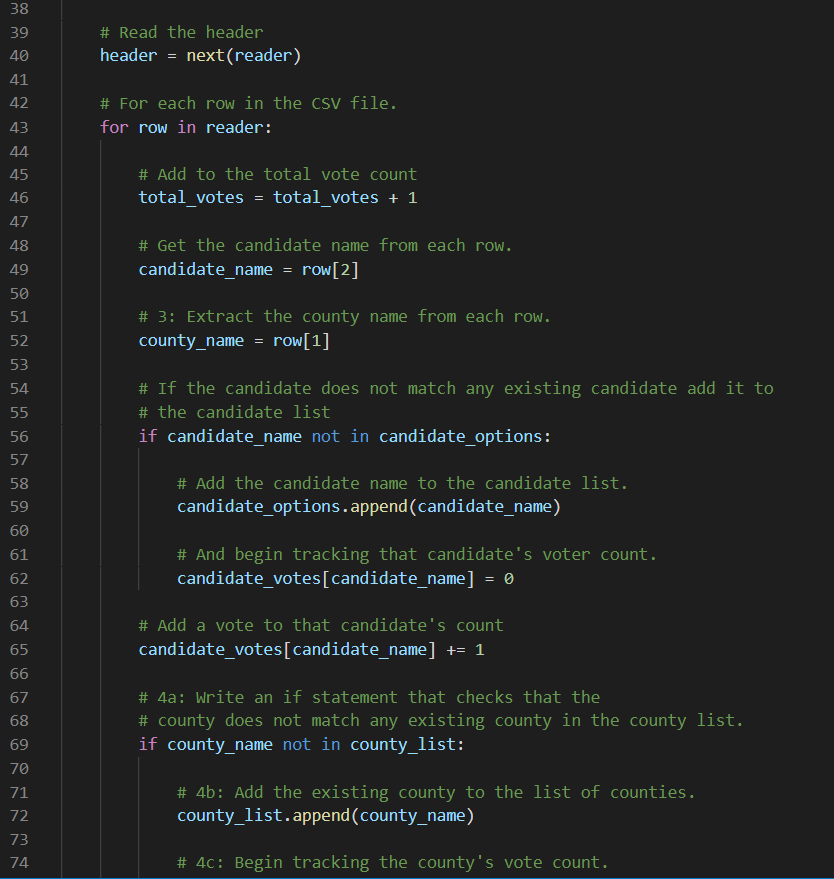 38
39 # Read the header
40 header = next(reader)
41
42 # For each row in the CSV file.
43 for row in reader:
44
45 # Add to the total vote count
46 total_votes = total_votes + 1
47
48 # Get the candidate name from each row.
49 candidate_name = row[2]
50
51 # 3: Extract the county name from each row.
52 county_name = row[1]
53
54 # If the candidate does not match any existing candidate add it to
55 # the candidate list
56 if candidate_name not in candidate_options:
57
58 # Add the candidate name to the candidate list.
59 candidate_options.append(candidate_name)
60
61 # And begin tracking that candidate's voter count.
62 candidate_votes[candidate_name] = 0
63
64 # Add a vote to that candidate's count
65 candidate_votes[candidate_name] += 1
66
67 # 4a: Write an if statement that checks that the
68 # county does not match any existing county in the county list.
69 if county_name not in county_list:
70
71 # 4b: Add the existing county to the list of counties.
72 county_list.append(county_name)
73
74 # 4c: Begin tracking the county's vote count.